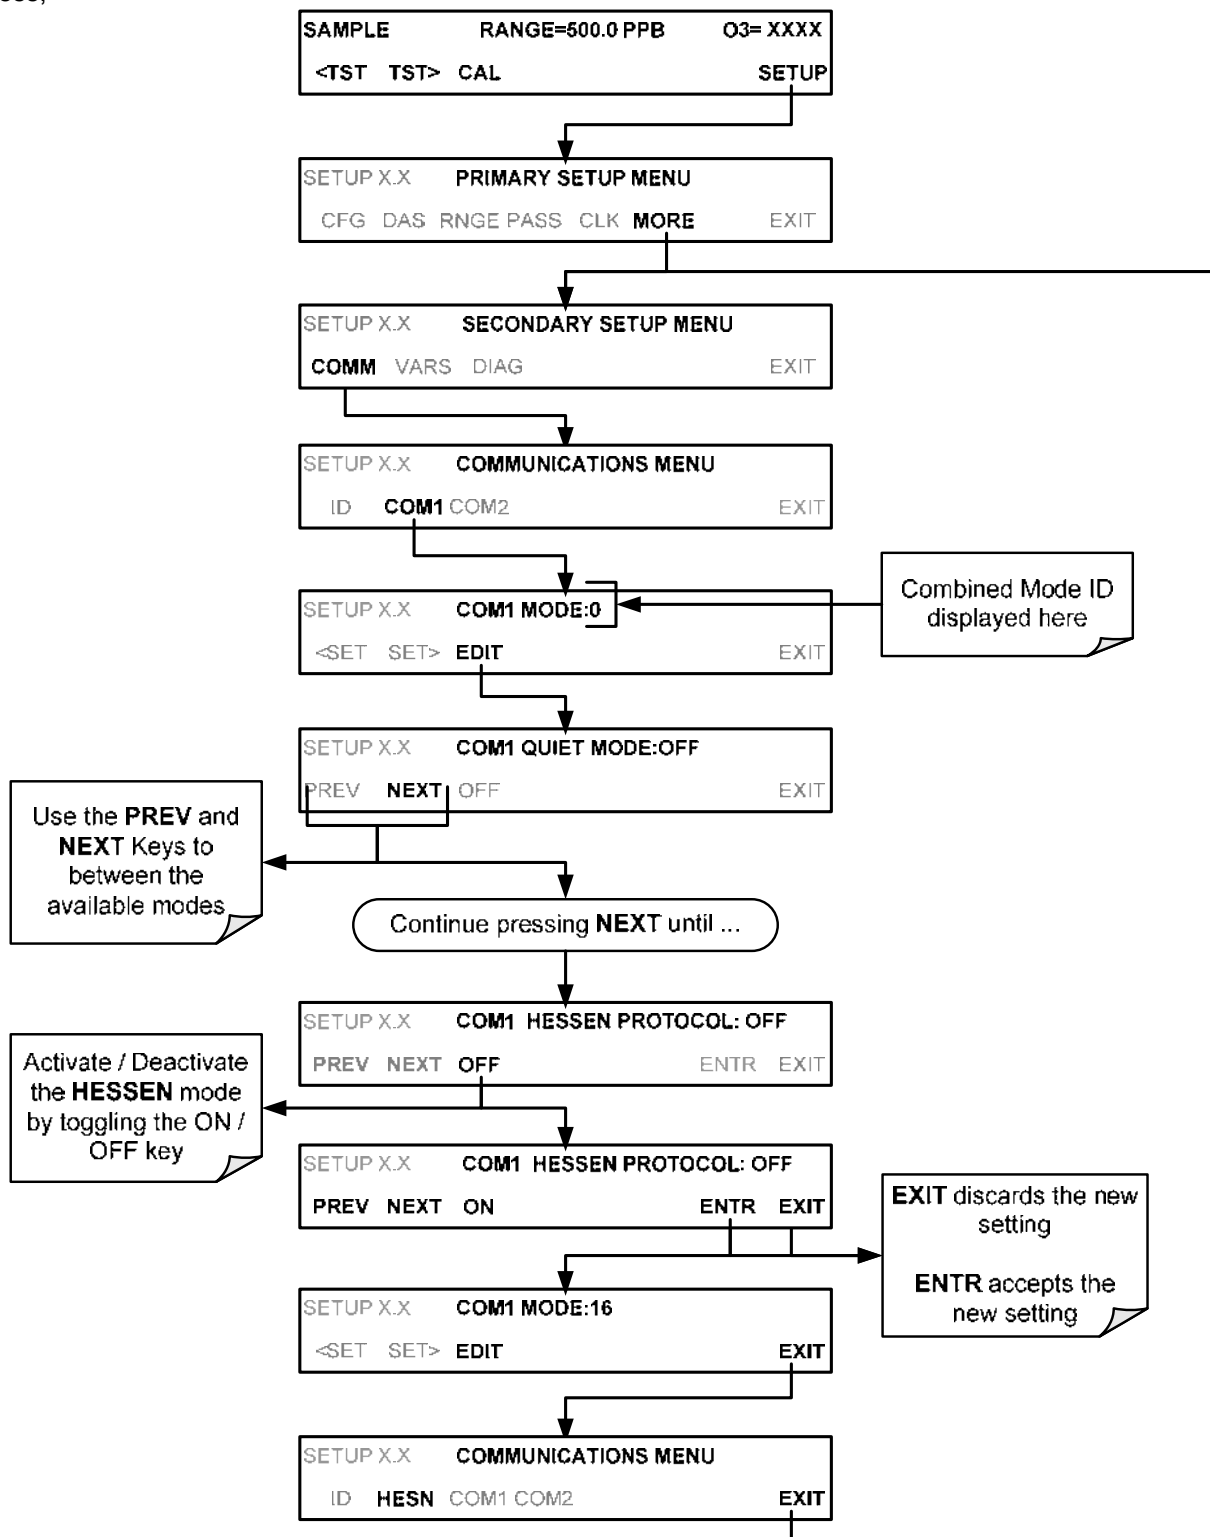 SAMPLE RANGE=500.0 PPB O3= XXXX
<TST TST> CAL SETUP
SETUP X.X PRIMARY SETUP MENU
CFG DAS RNGE PASS CLK MORE EXIT
SETUP X.X SECONDARY SETUP MENU
COMM VARS DIAG EXIT
SETUP X.X COMMUNICATIONS MENU
ID COM1 COM2 EXIT
SETUP X.X COM1 MODE:0
<SET SET> EDIT EXIT
Combined Mode ID
displayed here
SETUP X.X COM1 QUIET MODE:OFF
PREV NEXT OFF EXIT
Use the PREV and
NEXT Keys to
between the
available modes
Continue pressing NEXT until ...
SETUP X.X COM1 HESSEN PROTOCOL: OFF
PREV NEXT OFF ENTR EXIT
Activate / Deactivate
the HESSEN mode
by toggling the ON /
OFF key
SETUP X.X COM1 HESSEN PROTOCOL: OFF
PREV NEXT ON ENTR EXIT
EXIT discards the new
setting
ENTR accepts the
new setting
SETUP X.X COM1 MODE:16
<SET SET> EDIT EXIT
SETUP X.X COMMUNICATIONS MENU
ID HESN COM1 COM2 EXIT